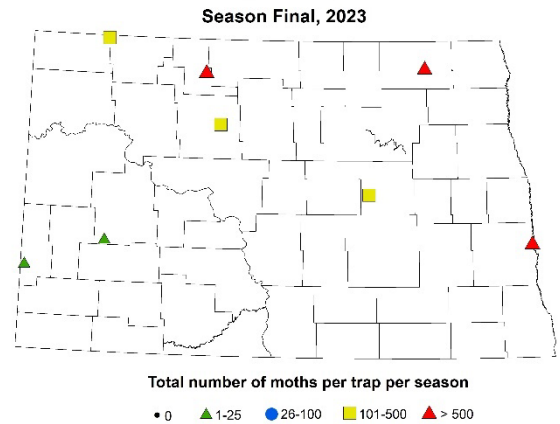 Season Final, 2023
Total number of moths per trap per season
0 1-25 26-100 101-500 > 500